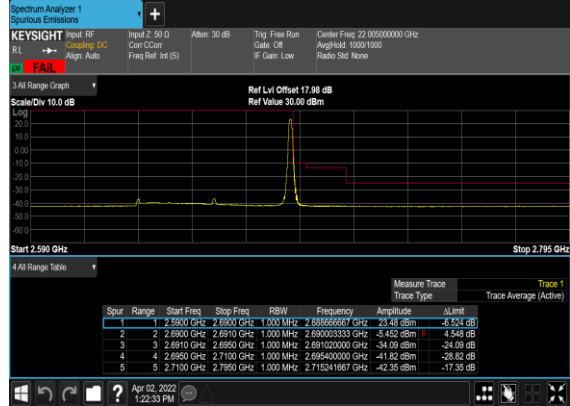 Spectrum Analyzer 1
Spurious Emissions
+
KEYSIGHT Input: RF Input Z: 50 Ω Atten: 30 dB Trig: Free Run Center Freq: 22.005000000 GHz
RL Coupling: DC Corr CCorr Gate: Off Avg|Hold: 1000/1000
Align: Auto Freq Ref: Int (S) IF Gain: Low Radio Std: None
LV FAIL
3 All Range Graph Ref Lvl Offset 17.98 dB
Scale/Div 10.0 dB Ref Value 30.00 dBm
Log
20.0
10.0
0.00
-10.0
-20.0
-30.0
-40.0
-50.0
-60.0
Start 2.590 GHz Stop 2.795 GHz
4 All Range Table
Measure Trace Trace 1
Trace Type Trace Average (Active)
Spur Range Start Freq Stop Freq RBW Frequency Amplitude ΔLimit
1 1 2.5900 GHz 2.6900 GHz 1.000 MHz 2.688666667 GHz 23.48 dBm -6.524 dB
2 2 2.6900 GHz 2.6910 GHz 1.000 MHz 2.690003333 GHz -5.452 dBm F 4.548 dB
3 3 2.6910 GHz 2.6950 GHz 1.000 MHz 2.691020000 GHz -34.09 dBm -24.09 dB
4 4 2.6950 GHz 2.7100 GHz 1.000 MHz 2.695400000 GHz -41.82 dBm -28.82 dB
5 5 2.7100 GHz 2.7950 GHz 1.000 MHz 2.715241667 GHz -42.35 dBm -17.35 dB
? Apr 02, 2022
1:22:33 PM